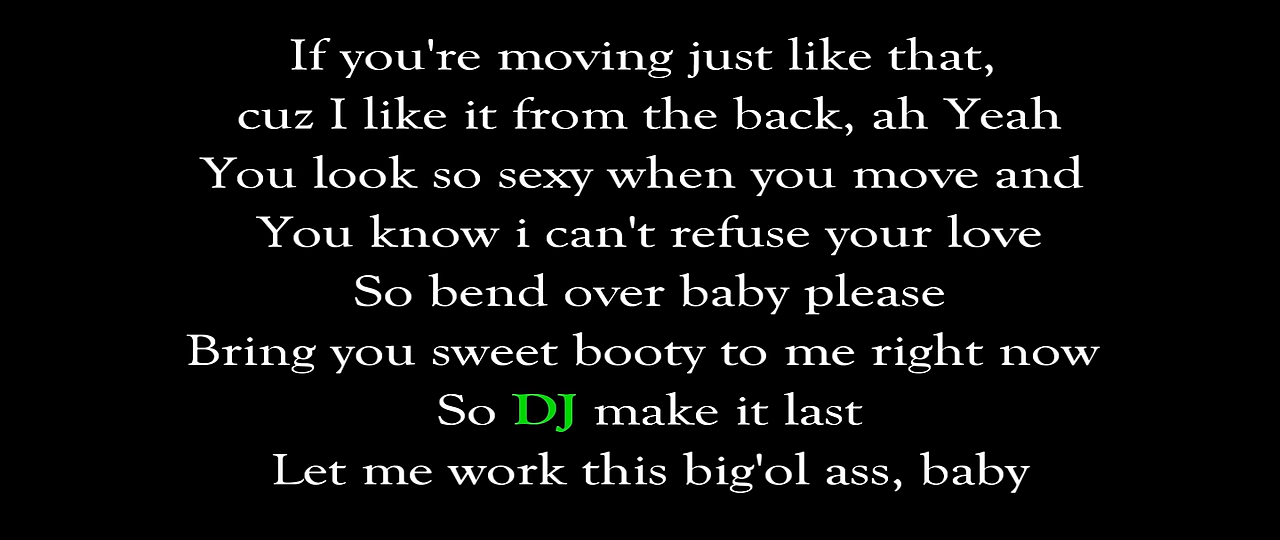 If you're moving just like that,
cuz I like it from the back, ah Yeah
You look so sexy when you move and
You know i can't refuse your love
So bend over baby please
Bring you sweet booty to me right now
So DJ make it last
Let me work this big'ol ass, baby